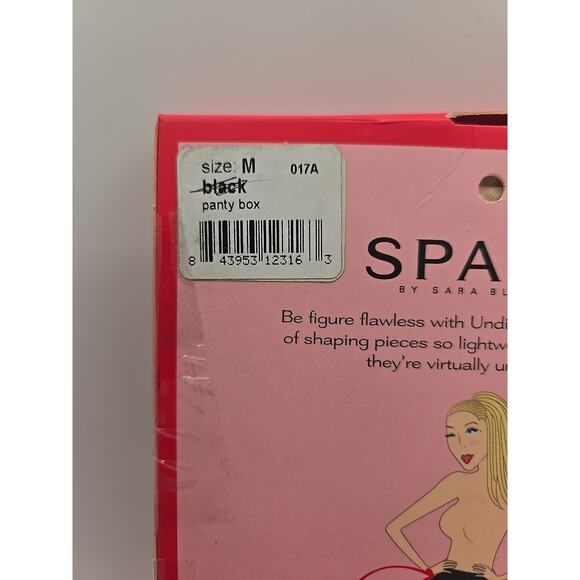 size: M 017A
black
panty box
8 43953 12316 3
SPA
BY SARA BL
Be figure flawless with Undi
of shaping pieces so lightw
they're virtually u